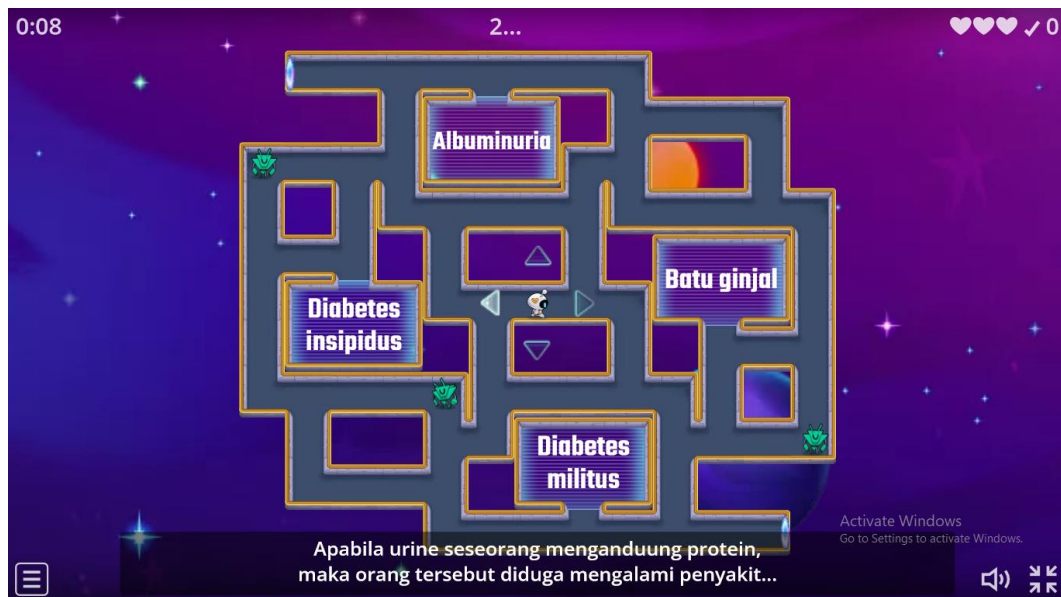 0:08
2...
0
Albuminuria
Batu ginjal
Diabetes
insipidus
Diabetes
militus
Activate Windows
Go to Settings to activate Windows.
Apabila urine seseorang menganduung protein,
maka orang tersebut diduga mengalami penyakit...